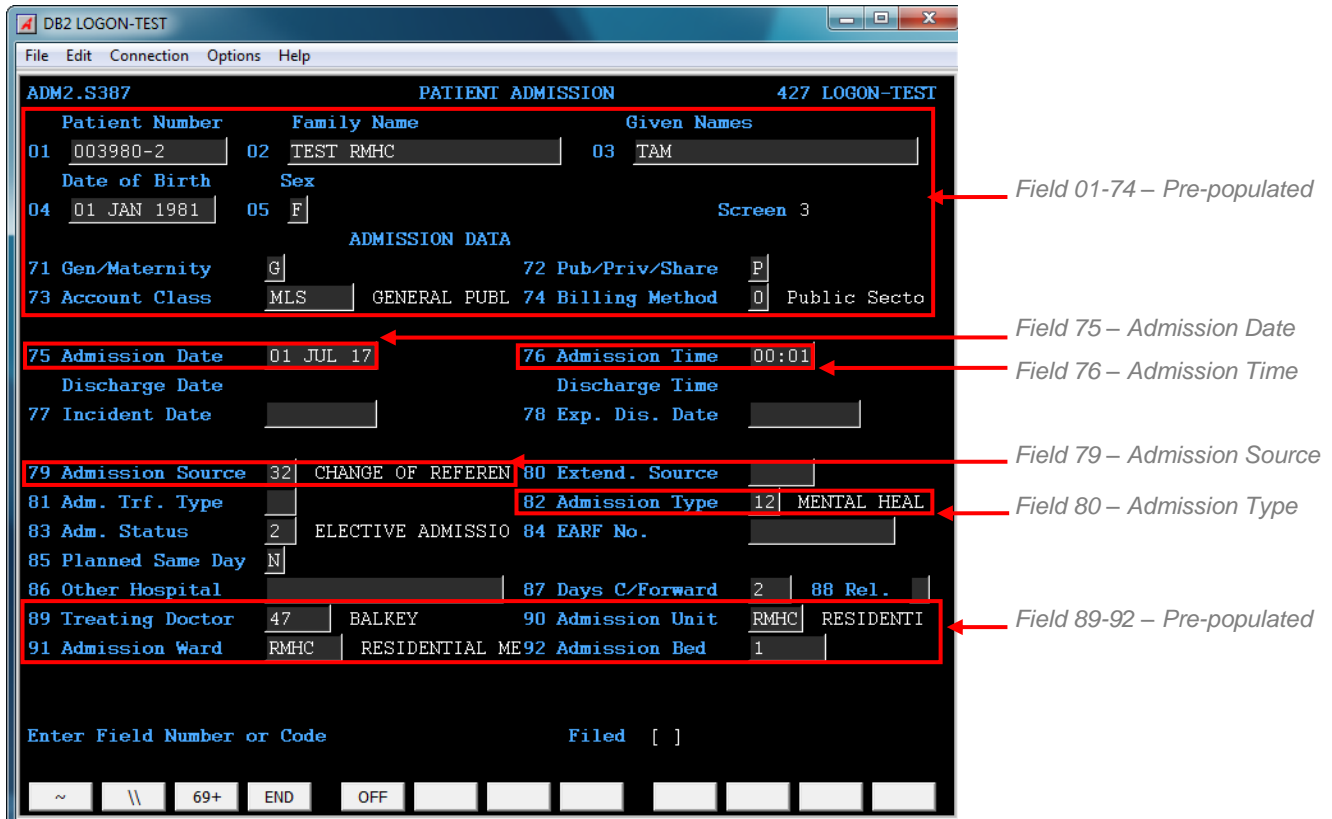 DB2 LOGON-TEST
File Edit Connection Options Help
ADM2.S387 PATIENT ADMISSION 427 LOGON-TEST
Patient Number Family Name Given Names
01 003980-2 02 TEST RMHC 03 TAM
Date of Birth Sex
Field 01-74 – Pre-populated
04 01 JAN 1981 05 F Screen 3
ADMISSION DATA
71 Gen/Maternity G 72 Pub/Priv/Share P
73 Account Class MLS GENERAL PUBL 74 Billing Method 0 Public Secto
Field 75 – Admission Date
75 Admission Date 01 JUL 17 76 Admission Time 00:01
Field 76 – Admission Time
Discharge Date Discharge Time
77 Incident Date 78 Exp. Dis. Date
Field 79 – Admission Source
79 Admission Source 32 CHANGE OF REFEREN 80 Extend. Source
81 Adm. Trf. Type 82 Admission Type 12 MENTAL HEAL
Field 80 – Admission Type
83 Adm. Status 2 ELECTIVE ADMISSIO 84 EARF No.
85 Planned Same Day N
86 Other Hospital 87 Days C/Forward 2 88 Rel.
89 Treating Doctor 47 BALKEY 90 Admission Unit RMHC RESIDENTI
Field 89-92 – Pre-populated
91 Admission Ward RMHC RESIDENTIAL ME 92 Admission Bed 1
Enter Field Number or Code Filed [ ]
~ \\ 69+ END OFF